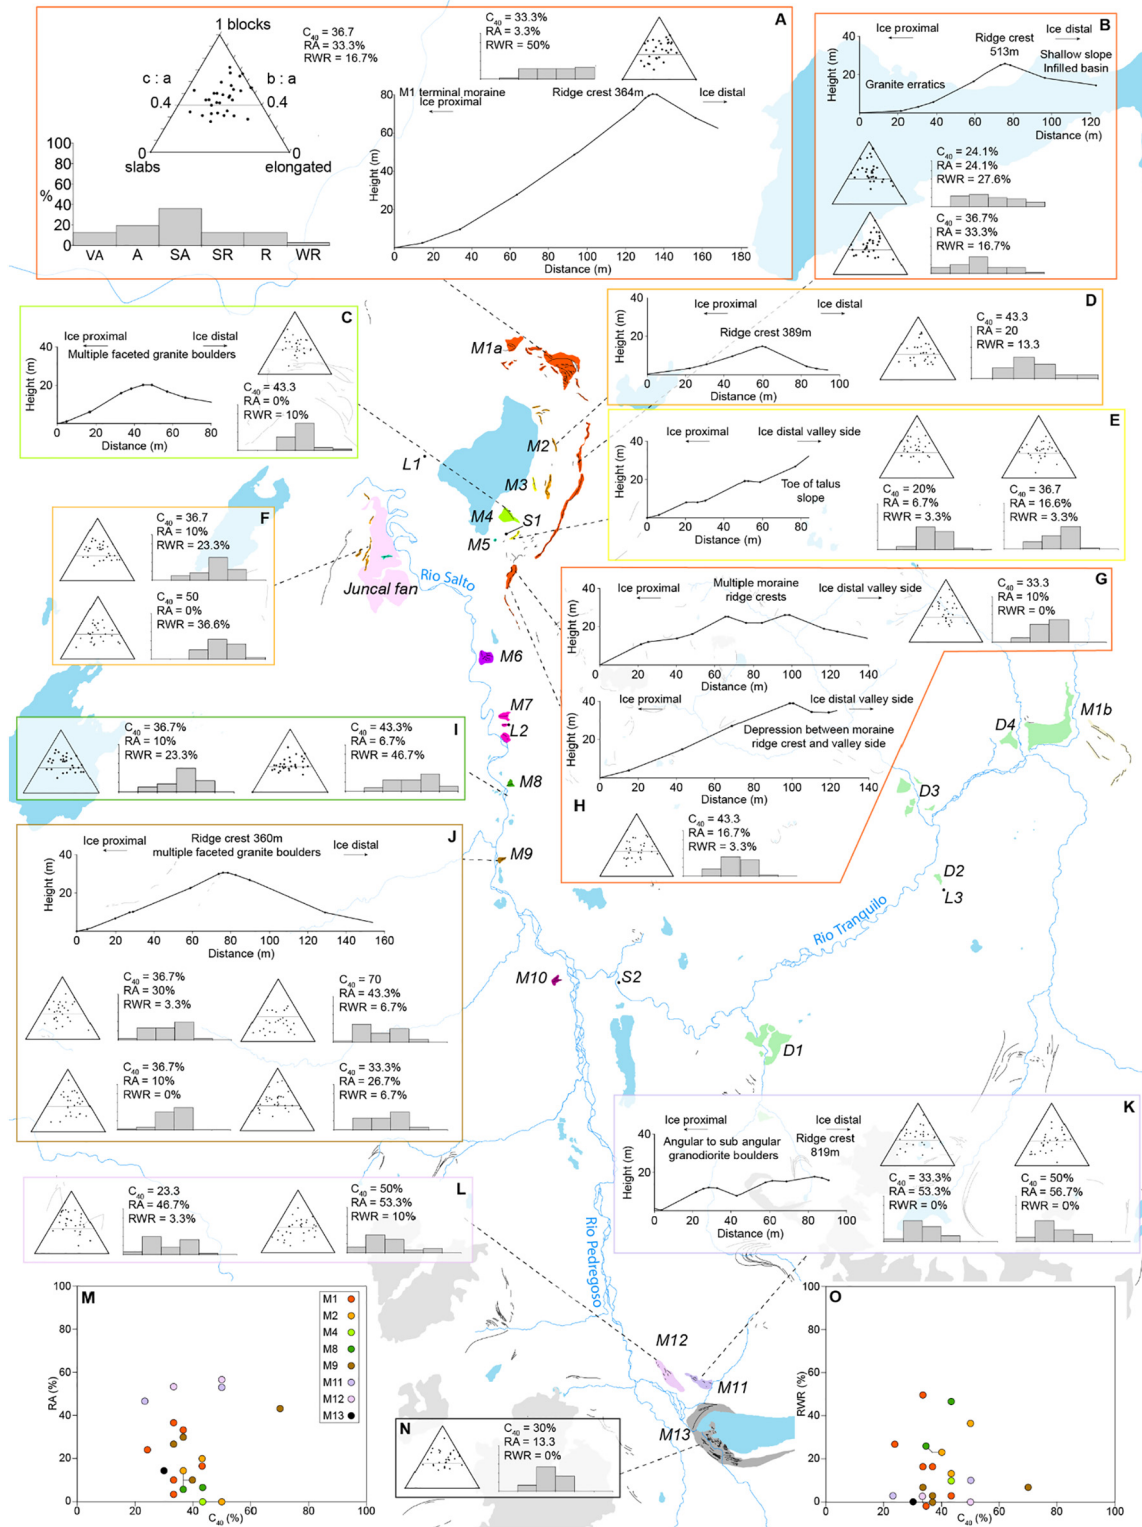 A
1 blocks
c : a
b : a
0.4
0.4
0
0
slabs
elongated
C40 = 36.7
RA = 33.3%
RWR = 16.7%
100
80
60
%
40
20
0
VA A SA SR R WR
C40 = 33.3%
RA = 3.3%
RWR = 50%
M1 terminal moraine
Ice proximal
Ridge crest 364m
Ice distal
Height (m)
80
60
40
20
0 20 40 60 80 100 120 140 160 180
Distance (m)
B
Ice proximal
Ridge crest
513m
Ice distal
Shallow slope
Infilled basin
Granite erratics
Height (m)
40
20
0 20 40 60 80 100 120
Distance (m)
C40 = 24.1%
RA = 24.1%
RWR = 27.6%
C40 = 36.7%
RA = 33.3%
RWR = 16.7%
C
Ice proximal
Ice distal
Multiple faceted granite boulders
Height (m)
40
20
0
0 20 40 60 80
Distance (m)
C40 = 43.3
RA = 0%
RWR = 10%
D
Ice proximal
Ice distal
Ridge crest 389m
Height (m)
40
20
0
0 20 40 60 80 100
Distance (m)
C40 = 43.3
RA = 20
RWR = 13.3
E
Ice proximal
Ice distal valley side
Toe of talus
slope
Height (m)
40
20
0
0 20 40 60 80
Distance (m)
C40 = 20%
RA = 6.7%
RWR = 3.3%
C40 = 36.7
RA = 16.6%
RWR = 3.3%
F
C40 = 36.7
RA = 10%
RWR = 23.3%
C40 = 50
RA = 0%
RWR = 36.6%
M1a
M2
L1
M3
M4
S1
M5
Juncal fan
Rio Salto
M6
M7
L2
M8
M9
M10
S2
M1b
D4
D3
D2
L3
D1
Rio Tranquilo
Rio Pedregoso
M12
M11
M13
G
Ice proximal
Multiple moraine
ridge crests
Ice distal valley side
Height (m)
40
20
0
0 20 40 60 80 100 120 140
Distance (m)
C40 = 33.3
RA = 10%
RWR = 0%
H
Ice proximal
Ice distal valley side
Depression between moraine
ridge crest and valley side
Height (m)
40
20
0
0 20 40 60 80 100 120 140
Distance (m)
C40 = 43.3
RA = 16.7%
RWR = 3.3%
I
C40 = 36.7%
RA = 10%
RWR = 23.3%
C40 = 43.3%
RA = 6.7%
RWR = 46.7%
J
Ice proximal
Ridge crest 360m
multiple faceted granite boulders
Ice distal
Height (m)
40
20
0
0 20 40 60 80 100 120 140 160
Distance (m)
C40 = 36.7%
RA = 30%
RWR = 3.3%
C40 = 70
RA = 43.3%
RWR = 6.7%
C40 = 36.7%
RA = 10%
RWR = 0%
C40 = 33.3%
RA = 26.7%
RWR = 6.7%
K
Ice proximal
Ice distal
Angular to sub angular
granodiorite boulders
Ridge crest
819m
Height (m)
40
20
0
0 20 40 60 80 100
Distance (m)
C40 = 33.3%
RA = 53.3%
RWR = 0%
C40 = 50%
RA = 56.7%
RWR = 0%
L
C40 = 23.3
RA = 46.7%
RWR = 3.3%
C40 = 50%
RA = 53.3%
RWR = 10%
M
RA (%)
100
80
60
40
20
0
0 20 40 60 80 100
C40 (%)
M1
M2
M4
M8
M9
M11
M12
M13
N
C40 = 30%
RA = 13.3
RWR = 0%
O
RWR (%)
100
80
60
40
20
0
0 20 40 60 80 100
C40 (%)